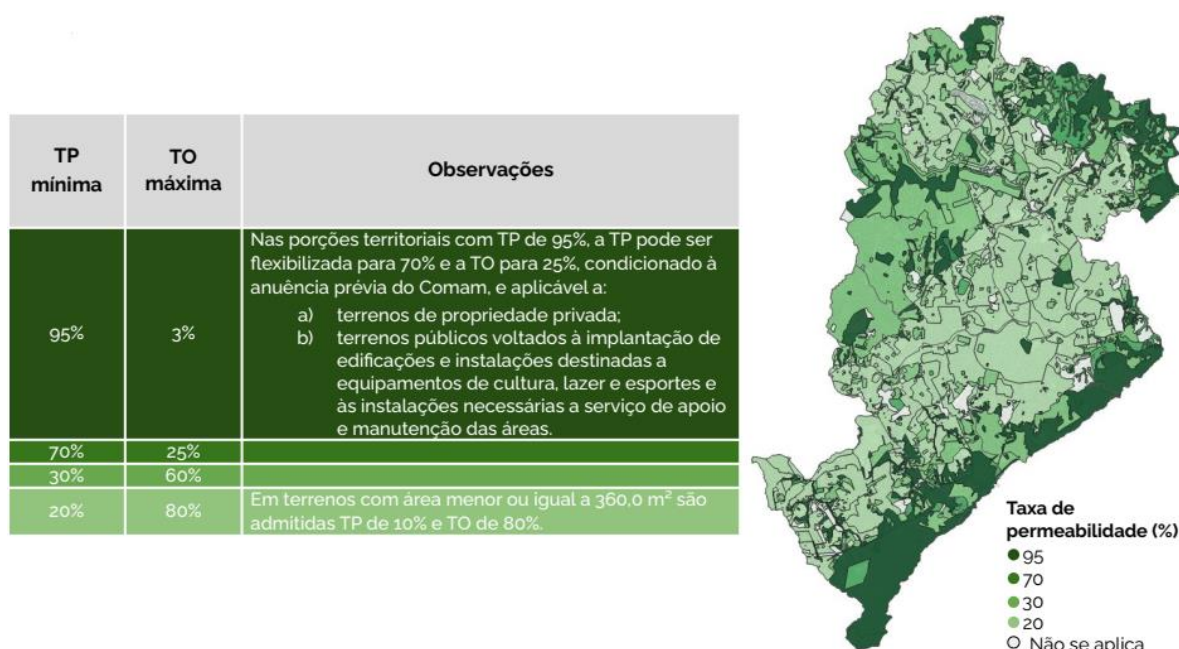 TP
mínima
TO
máxima
Observações
95%
3%
Nas porções territoriais com TP de 95%, a TP pode ser
flexibilizada para 70% e a TO para 25%, condicionado à
anuência prévia do Comam, e aplicável a:
a) terrenos de propriedade privada;
b) terrenos públicos voltados à implantação de
edificações e instalações destinadas a
equipamentos de cultura, lazer e esportes e
às instalações necessárias a serviço de apoio
e manutenção das áreas.
70%
25%
30%
60%
20%
80%
Em terrenos com área menor ou igual a 360,0 m² são
admitidas TP de 10% e TO de 80%.
Taxa de
permeabilidade (%)
95
70
30
20
Não se aplica